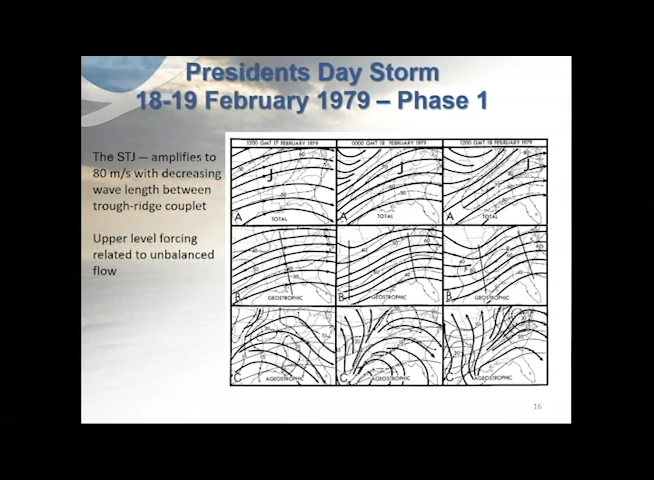 Presidents Day Storm
18-19 February 1979 – Phase 1
The STJ — amplifies to
80 m/s with decreasing
wave length between
trough-ridge couplet
Upper level forcing
related to unbalanced
flow
1200 GMT 17 FEBRUARY 1979
0000 GMT 18 FEBRUARY 1979
1200 GMT 18 FEBRUARY 1979
J
J
J
A
TOTAL
A
TOTAL
A
TOTAL
B
GEOSTROPHIC
B
GEOSTROPHIC
B
GEOSTROPHIC
C
AGEOSTROPHIC
C
AGEOSTROPHIC
C
AGEOSTROPHIC
16